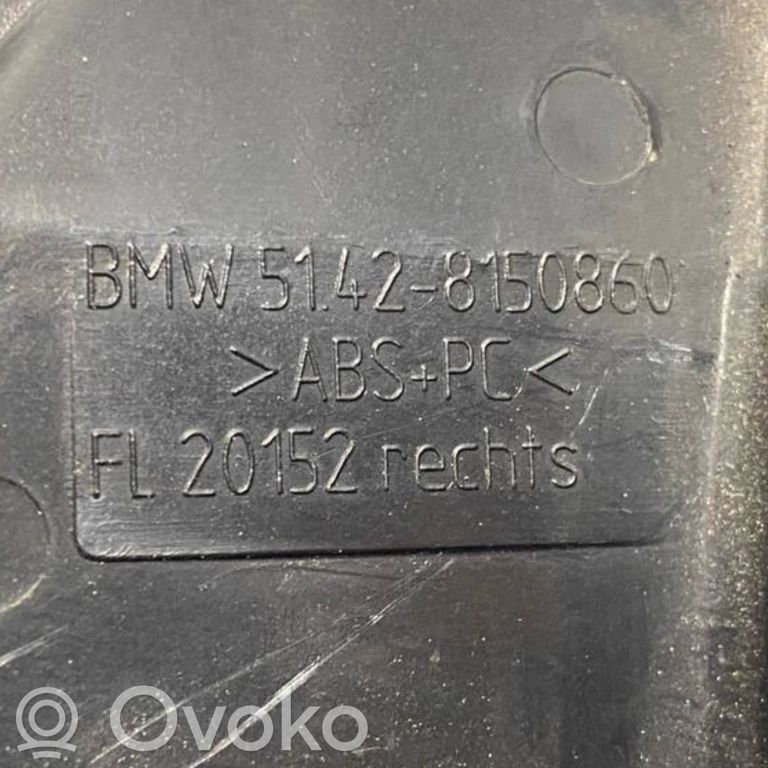 BMW 51.42-8150860
>ABS+PC<
FL 20152 rechts
Ovoko